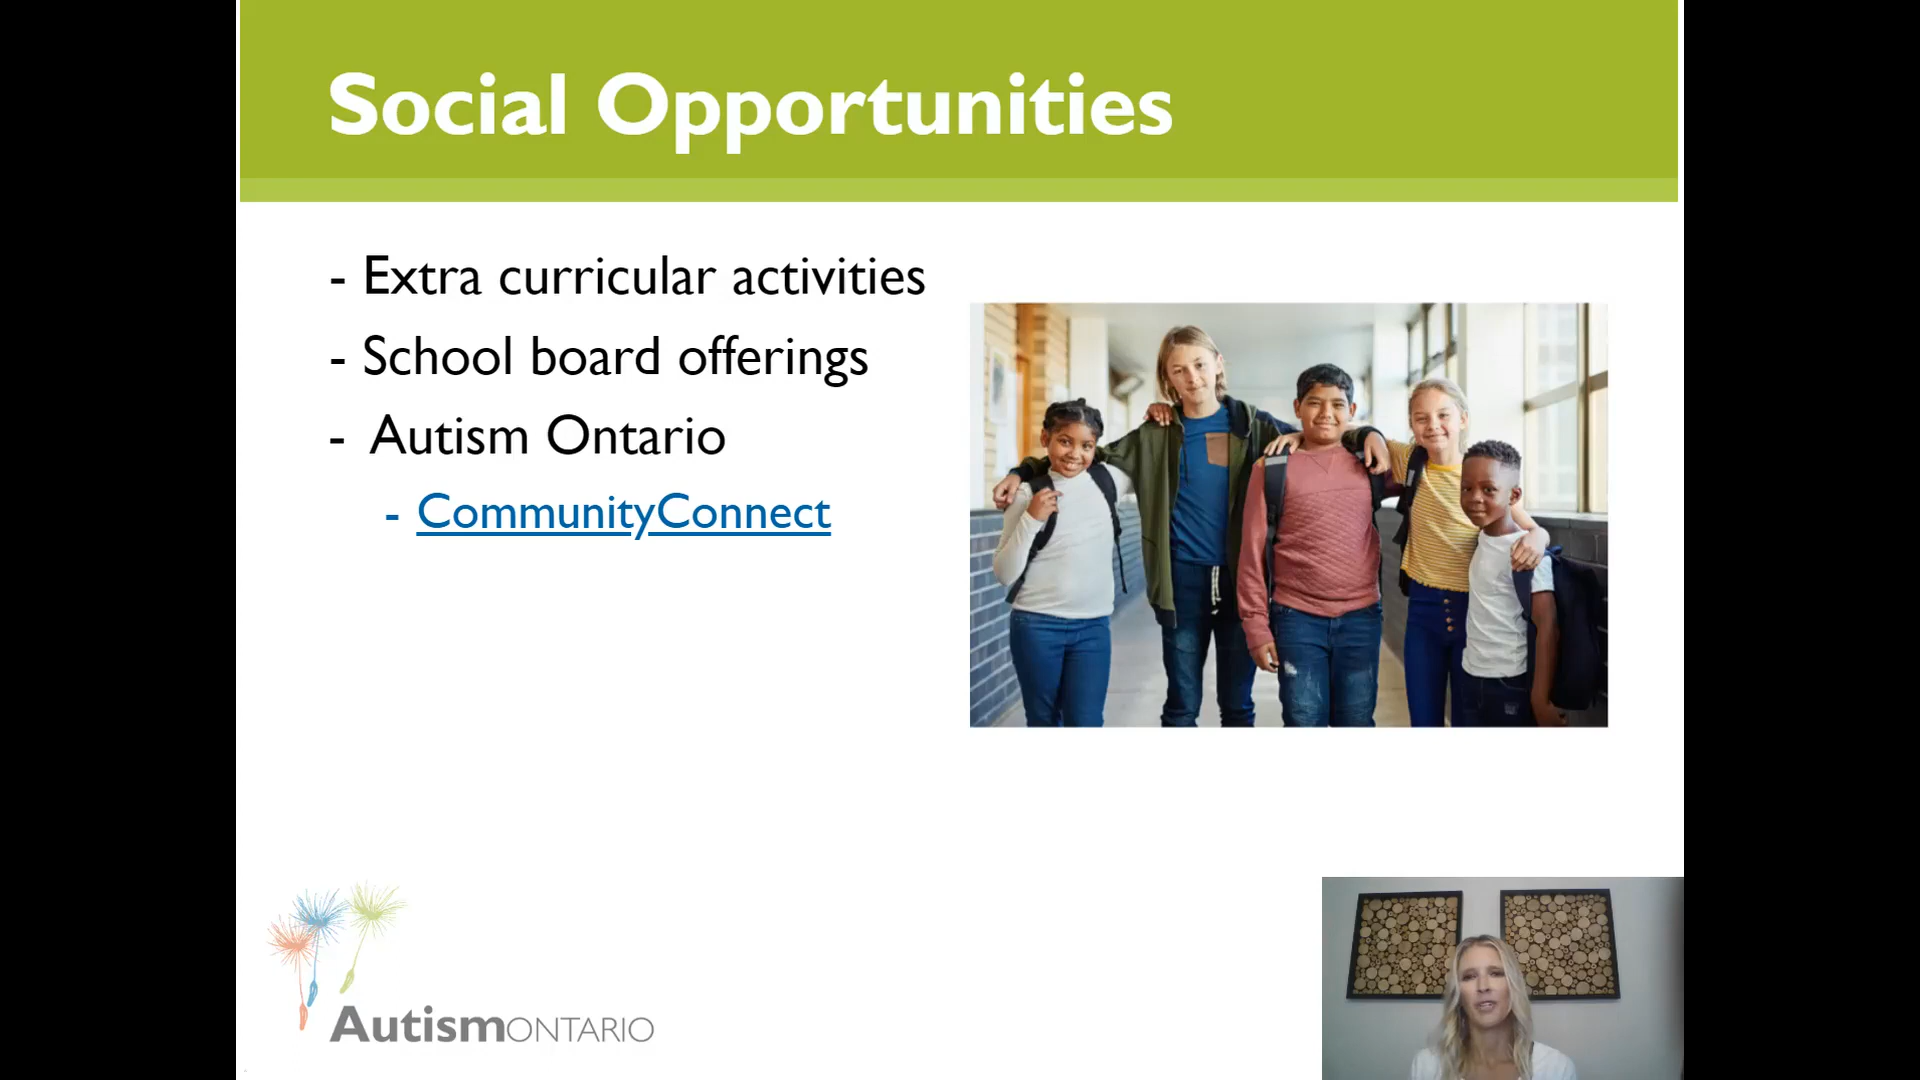 Social Opportunities
- Extra curricular activities
- School board offerings
- Autism Ontario
- CommunityConnect
AutismONTARIO